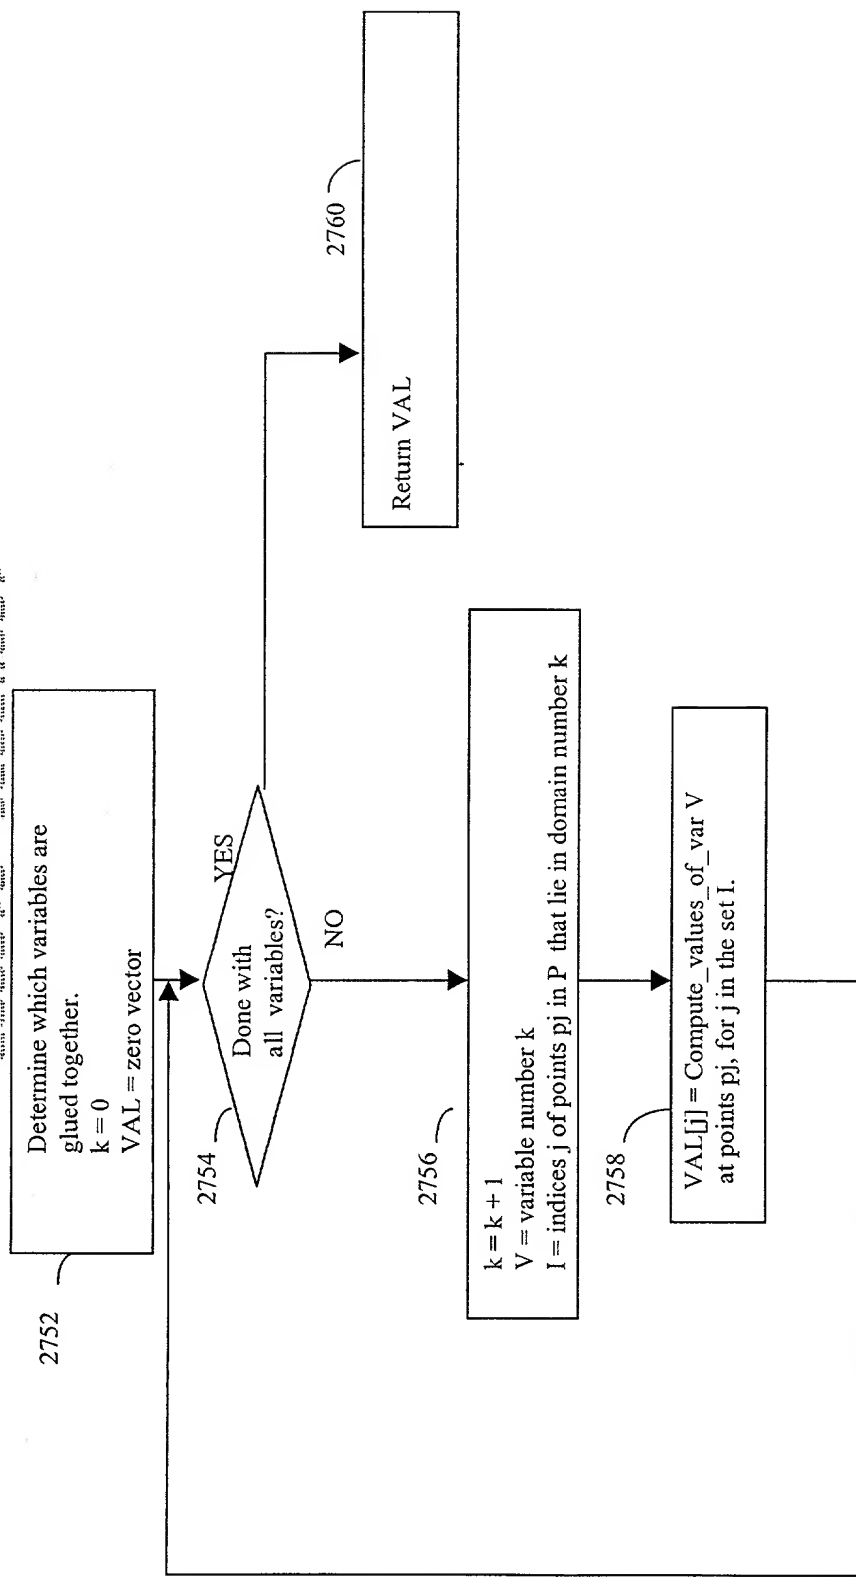 2752
Determine which variables are
glued together.
k = 0
VAL = zero vector
2754
Done with
all variables?
YES
NO
2760
Return VAL
2756
k = k + 1
V = variable number k
I = indices j of points pj in P that lie in domain number k
2758
VAL[j] = Compute_values_of_var V
at points pj, for j in the set I.